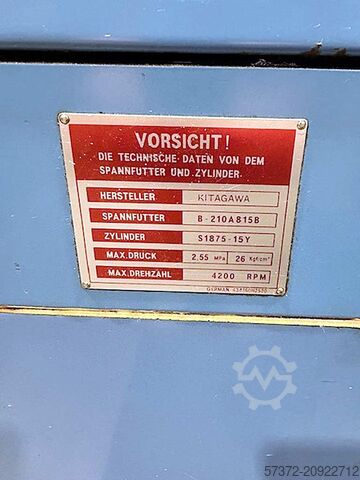 VORSICHT!
DIE TECHNISCHE DATEN VON DEM
SPANNFUTTER UND ZYLINDER.
HERSTELLER KITAGAWA
SPANNFUTTER B-210A815B
ZYLINDER S1875-15Y
MAX.DRUCK 2,55 MPa 26 Kgf/cm²
MAX.DREHZAHL 4200 RPM
GERMAN
57372-20922712